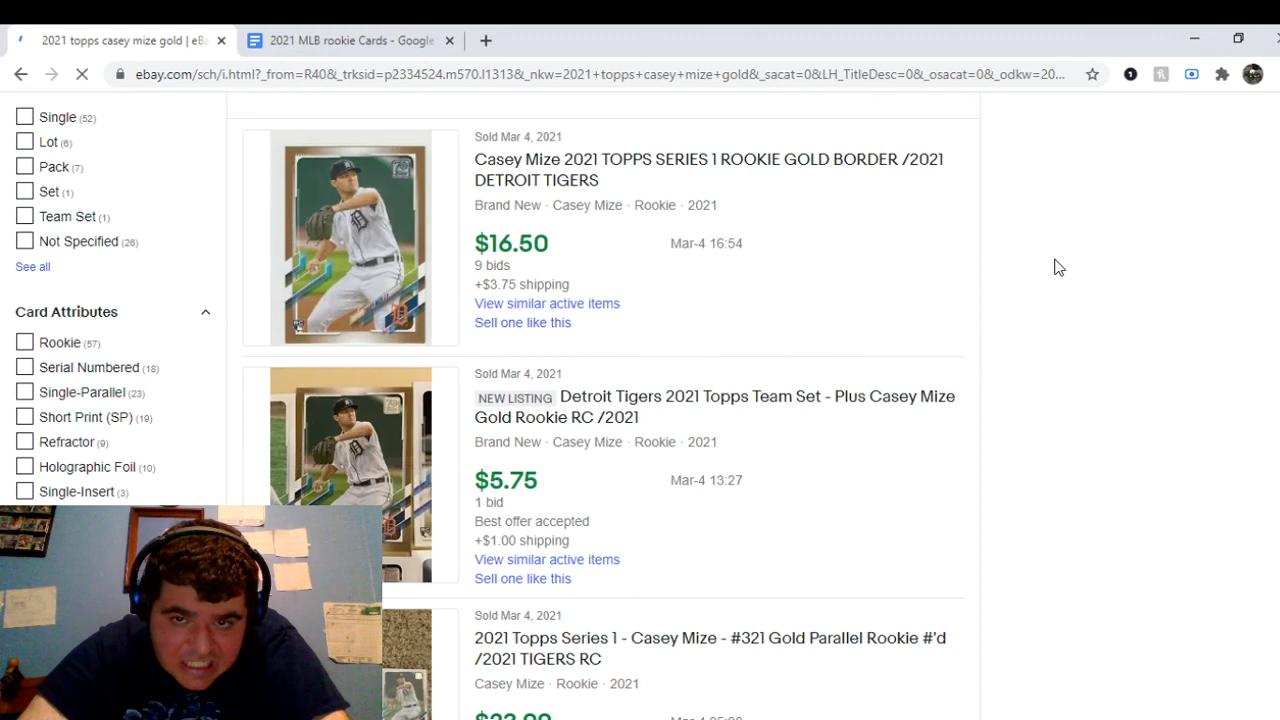 2021 topps casey mize gold | eBa
2021 MLB rookie Cards - Google
ebay.com/sch/i.html?_from=R40&_trksid=p2334524.m570.l1313&_nkw=2021+topps+casey+mize+gold&_sacat=0&LH_TitleDesc=0&_osacat=0&_odkw=20...
Single (52)
Lot (6)
Pack (7)
Set (1)
Team Set (1)
Not Specified (26)
See all
Card Attributes
Rookie (57)
Serial Numbered (18)
Single-Parallel (23)
Short Print (SP) (19)
Refractor (9)
Holographic Foil (10)
Single-Insert (3)
Sold Mar 4, 2021
Casey Mize 2021 TOPPS SERIES 1 ROOKIE GOLD BORDER /2021
DETROIT TIGERS
Brand New · Casey Mize · Rookie · 2021
$16.50
Mar-4 16:54
9 bids
+$3.75 shipping
View similar active items
Sell one like this
Sold Mar 4, 2021
NEW LISTING Detroit Tigers 2021 Topps Team Set - Plus Casey Mize
Gold Rookie RC /2021
Brand New · Casey Mize · Rookie · 2021
$5.75
Mar-4 13:27
1 bid
Best offer accepted
+$1.00 shipping
View similar active items
Sell one like this
Sold Mar 4, 2021
2021 Topps Series 1 - Casey Mize - #321 Gold Parallel Rookie #'d
/2021 TIGERS RC
Casey Mize · Rookie · 2021